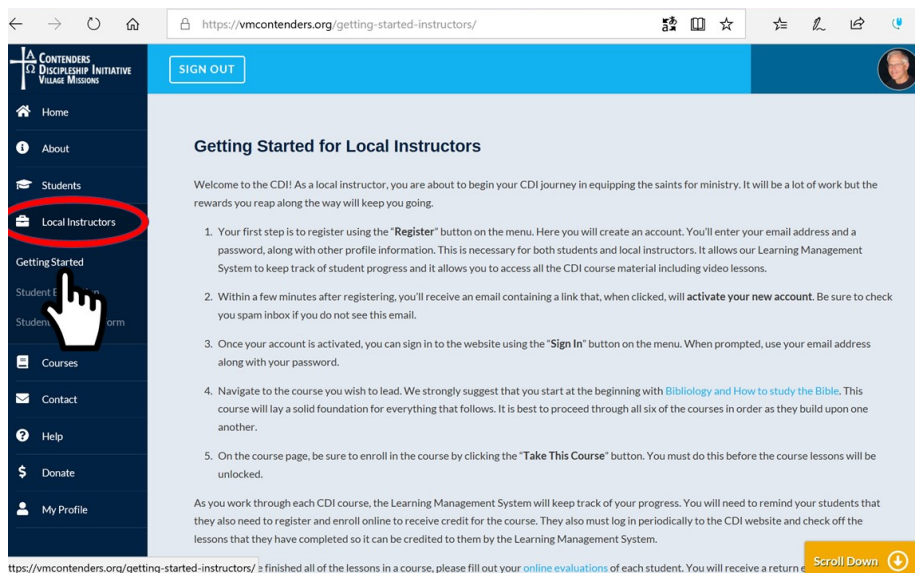 https://vmcontenders.org/getting-started-instructors/
CONTENDERS
DISCIPLESHIP INITIATIVE
VILLAGE MISSIONS
SIGN OUT
Home
About
Students
Local Instructors
Getting Started
Student
Student orm
Courses
Contact
Help
Donate
My Profile
Getting Started for Local Instructors
Welcome to the CDI! As a local instructor, you are about to begin your CDI journey in equipping the saints for ministry. It will be a lot of work but the
rewards you reap along the way will keep you going.
1. Your first step is to register using the "Register" button on the menu. Here you will create an account. You'll enter your email address and a
password, along with other profile information. This is necessary for both students and local instructors. It allows our Learning Management
System to keep track of student progress and it allows you to access all the CDI course material including video lessons.
2. Within a few minutes after registering, you'll receive an email containing a link that, when clicked, will activate your new account. Be sure to check
you spam inbox if you do not see this email.
3. Once your account is activated, you can sign in to the website using the "Sign In" button on the menu. When prompted, use your email address
along with your password.
4. Navigate to the course you wish to lead. We strongly suggest that you start at the beginning with Bibliology and How to study the Bible. This
course will lay a solid foundation for everything that follows. It is best to proceed through all six of the courses in order as they build upon one
another.
5. On the course page, be sure to enroll in the course by clicking the "Take This Course" button. You must do this before the course lessons will be
unlocked.
As you work through each CDI course, the Learning Management System will keep track of your progress. You will need to remind your students that
they also need to register and enroll online to receive credit for the course. They also must log in periodically to the CDI website and check off the
lessons that they have completed so it can be credited to them by the Learning Management System.
ttps://vmcontenders.org/getting-started-instructors/ e finished all of the lessons in a course, please fill out your online evaluations of each student. You will receive a return e
Scroll Down